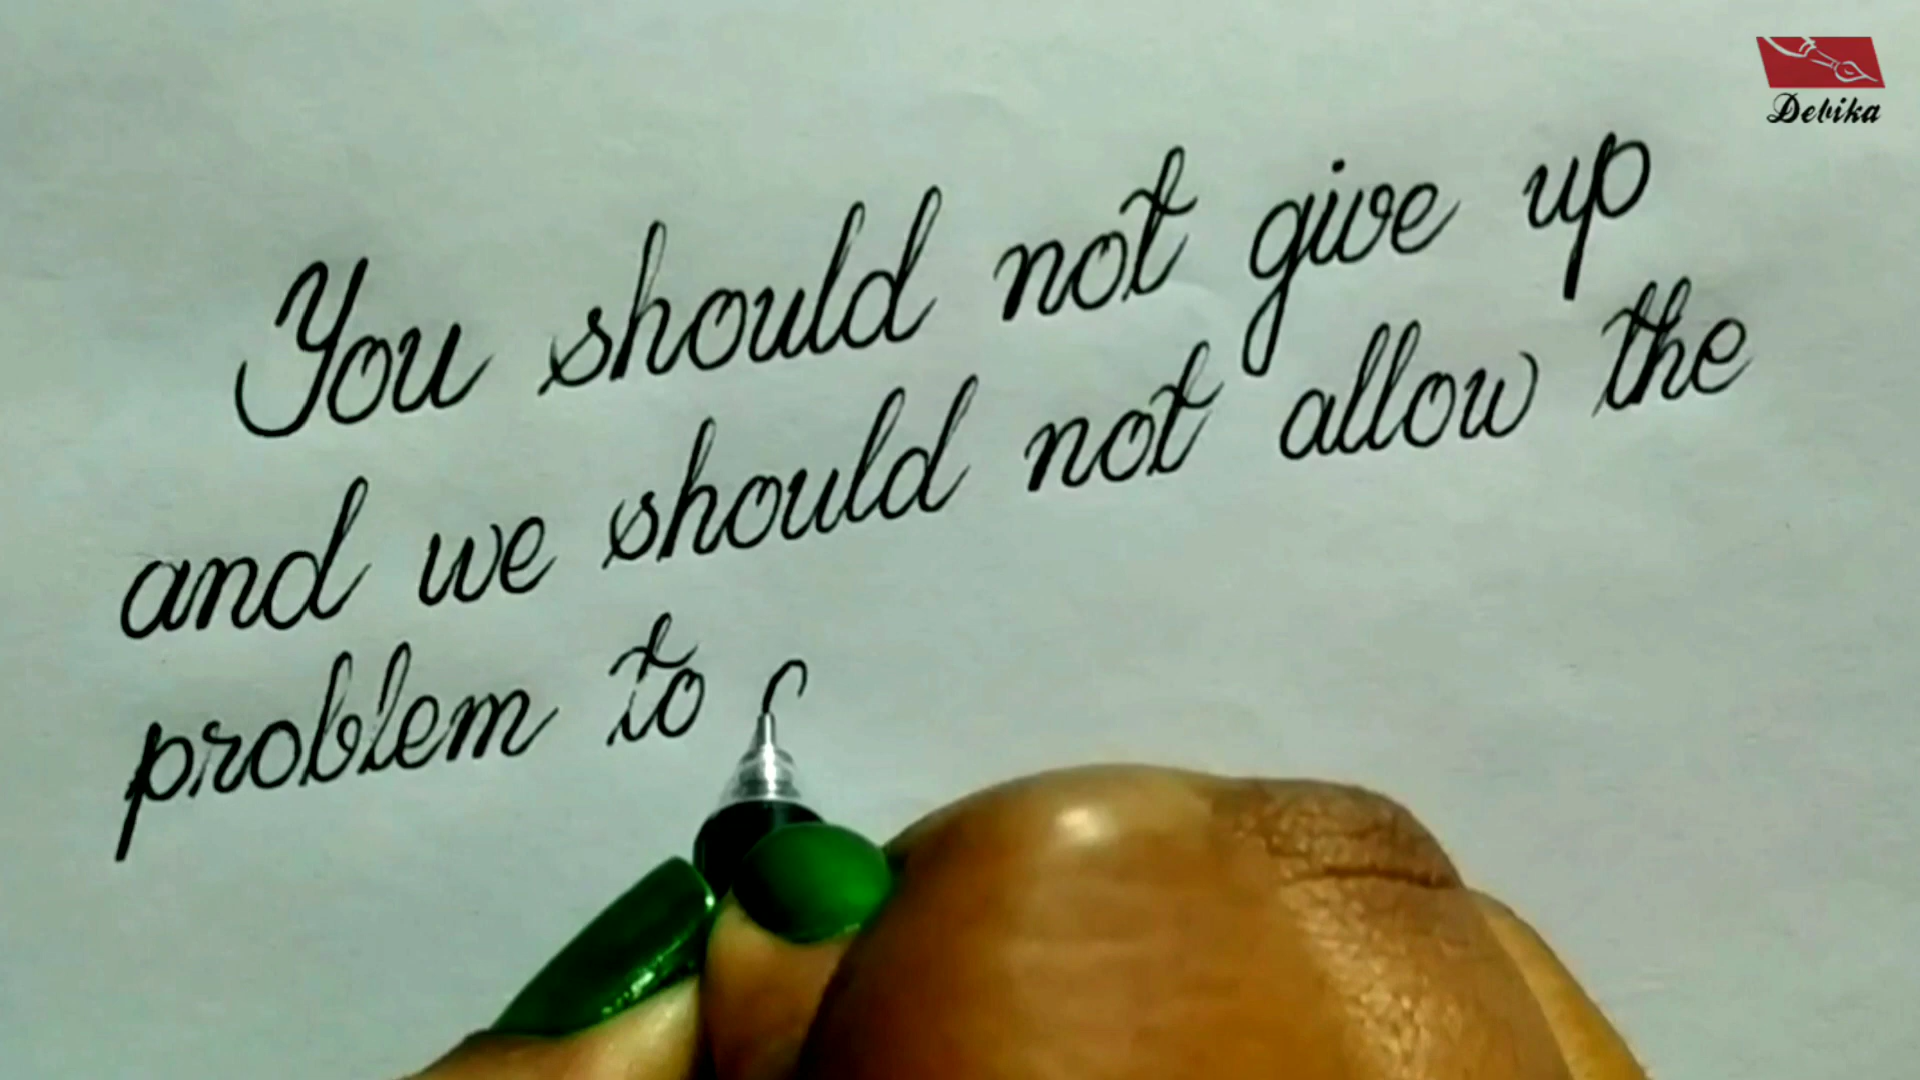 Debika
You should not give up
and we should not allow the
problem to